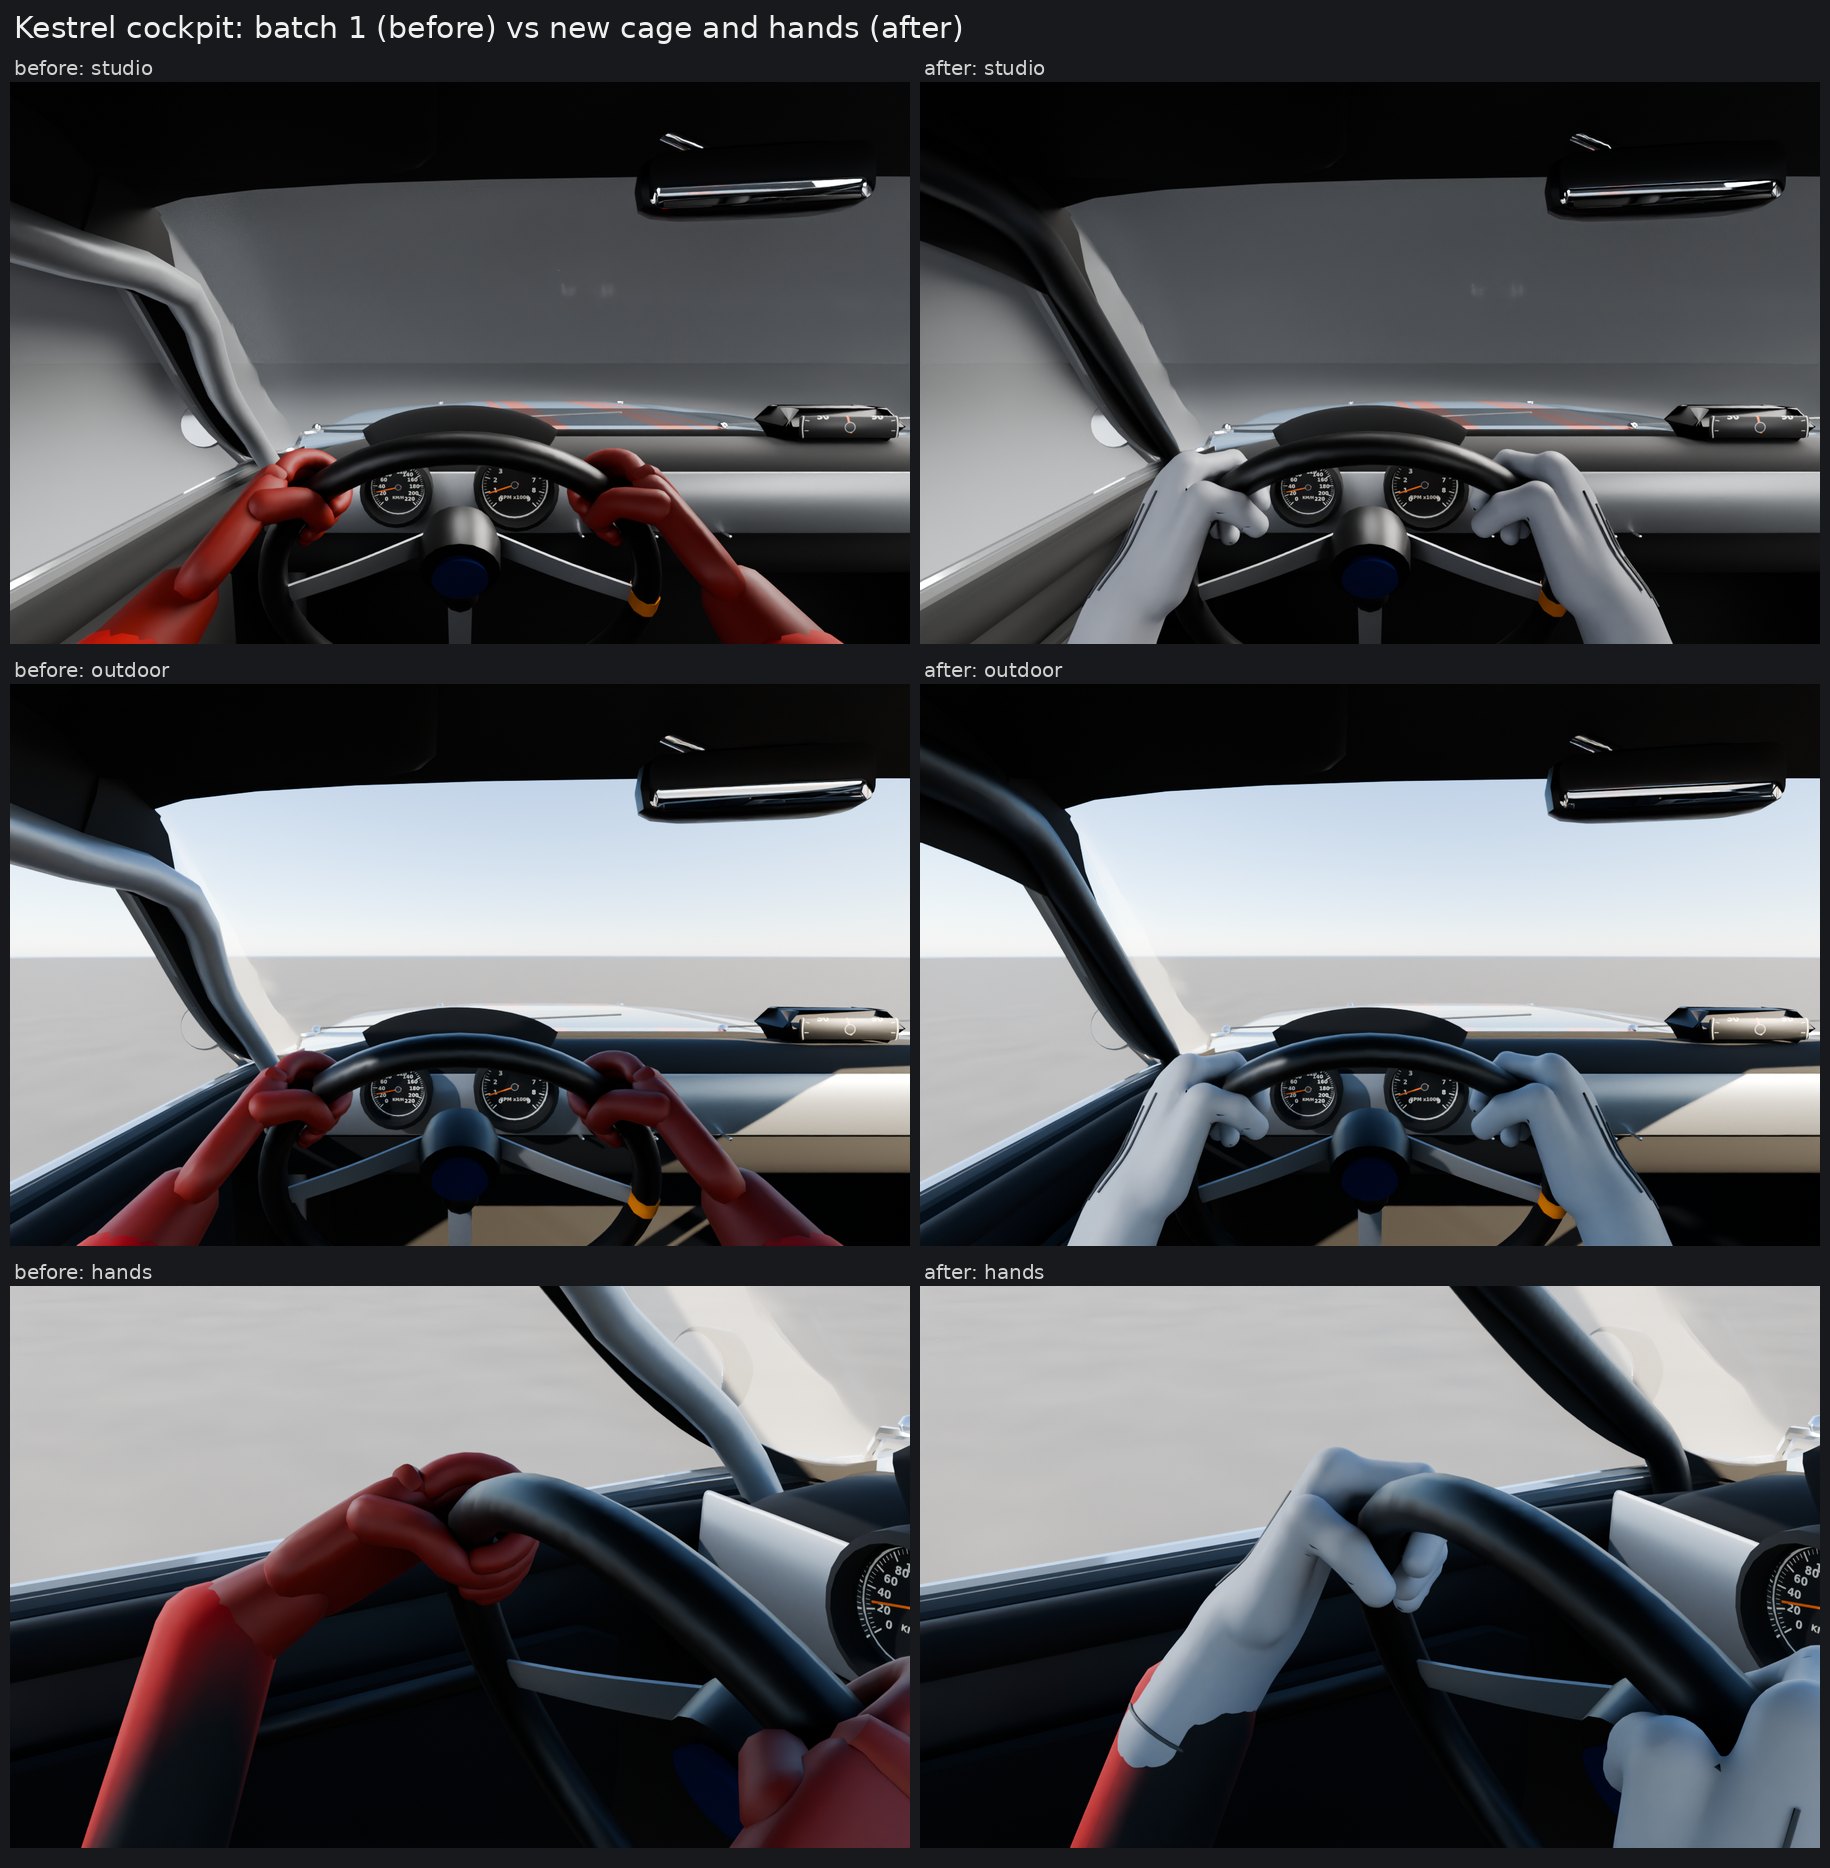 Kestrel cockpit: batch 1 (before) vs new cage and hands (after)
before: studio
after: studio
before: outdoor
after: outdoor
before: hands
after: hands